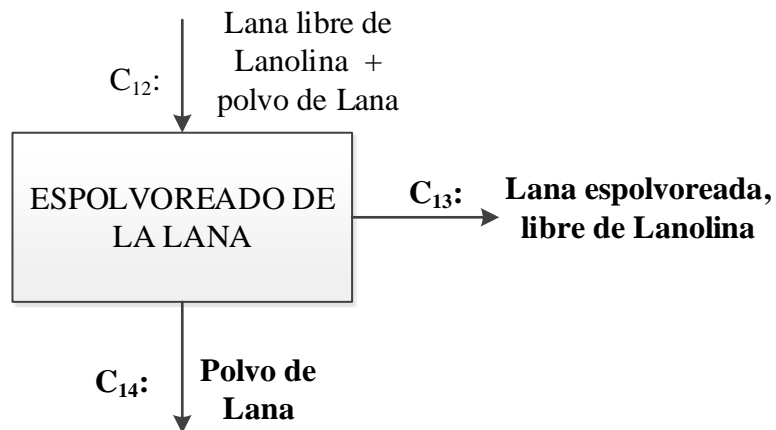 Lana libre de
Lanolina +
C12:
polvo de Lana
ESPOLVOREADO DE
LA LANA
C13:
Lana espolvoreada,
libre de Lanolina
C14:
Polvo de
Lana